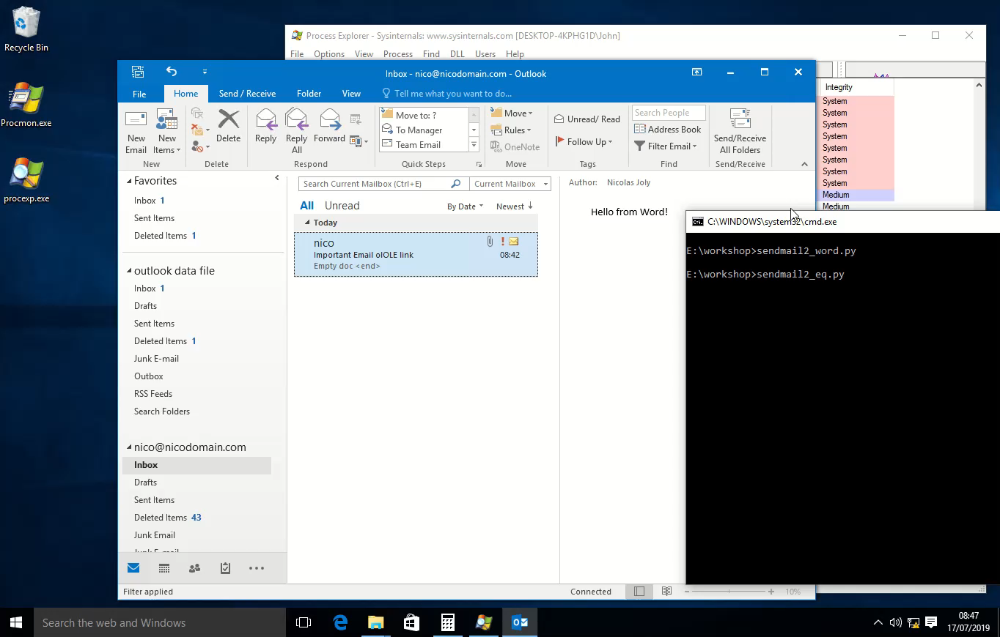 Recycle Bin
Procmon.exe
procexp.exe
Process Explorer - Sysinternals: www.sysinternals.com [DESKTOP-4KPHG1D\John]
File Options View Process Find DLL Users Help
Integrity
System
System
System
System
System
System
System
System
Medium
Medium
Inbox - nico@nicodomain.com - Outlook
File Home Send / Receive Folder View Tell me what you want to do...
New Email
New Items
Delete
Reply
Reply All
Forward
Move to: ?
To Manager
Team Email
Move
Rules
OneNote
Unread/ Read
Follow Up
Search People
Address Book
Filter Email
Send/Receive All Folders
New Delete Respond Quick Steps Move Tags Find Send/Receive
Favorites
Inbox 1
Sent Items
Deleted Items 1
outlook data file
Inbox 1
Drafts
Sent Items
Deleted Items 1
Junk E-mail
Outbox
RSS Feeds
Search Folders
nico@nicodomain.com
Inbox
Drafts
Sent Items
Deleted Items 43
Junk Email
Search Current Mailbox (Ctrl+E) Current Mailbox
All Unread By Date Newest
Today
nico
Important Email olOLE link 08:42
Empty doc <end>
Author: Nicolas Joly
Hello from Word!
C:\WINDOWS\system32\cmd.exe
E:\workshop>sendmail2_word.py
E:\workshop>sendmail2_eq.py
Filter applied Connected 10%
Search the web and Windows
08:47
17/07/2019